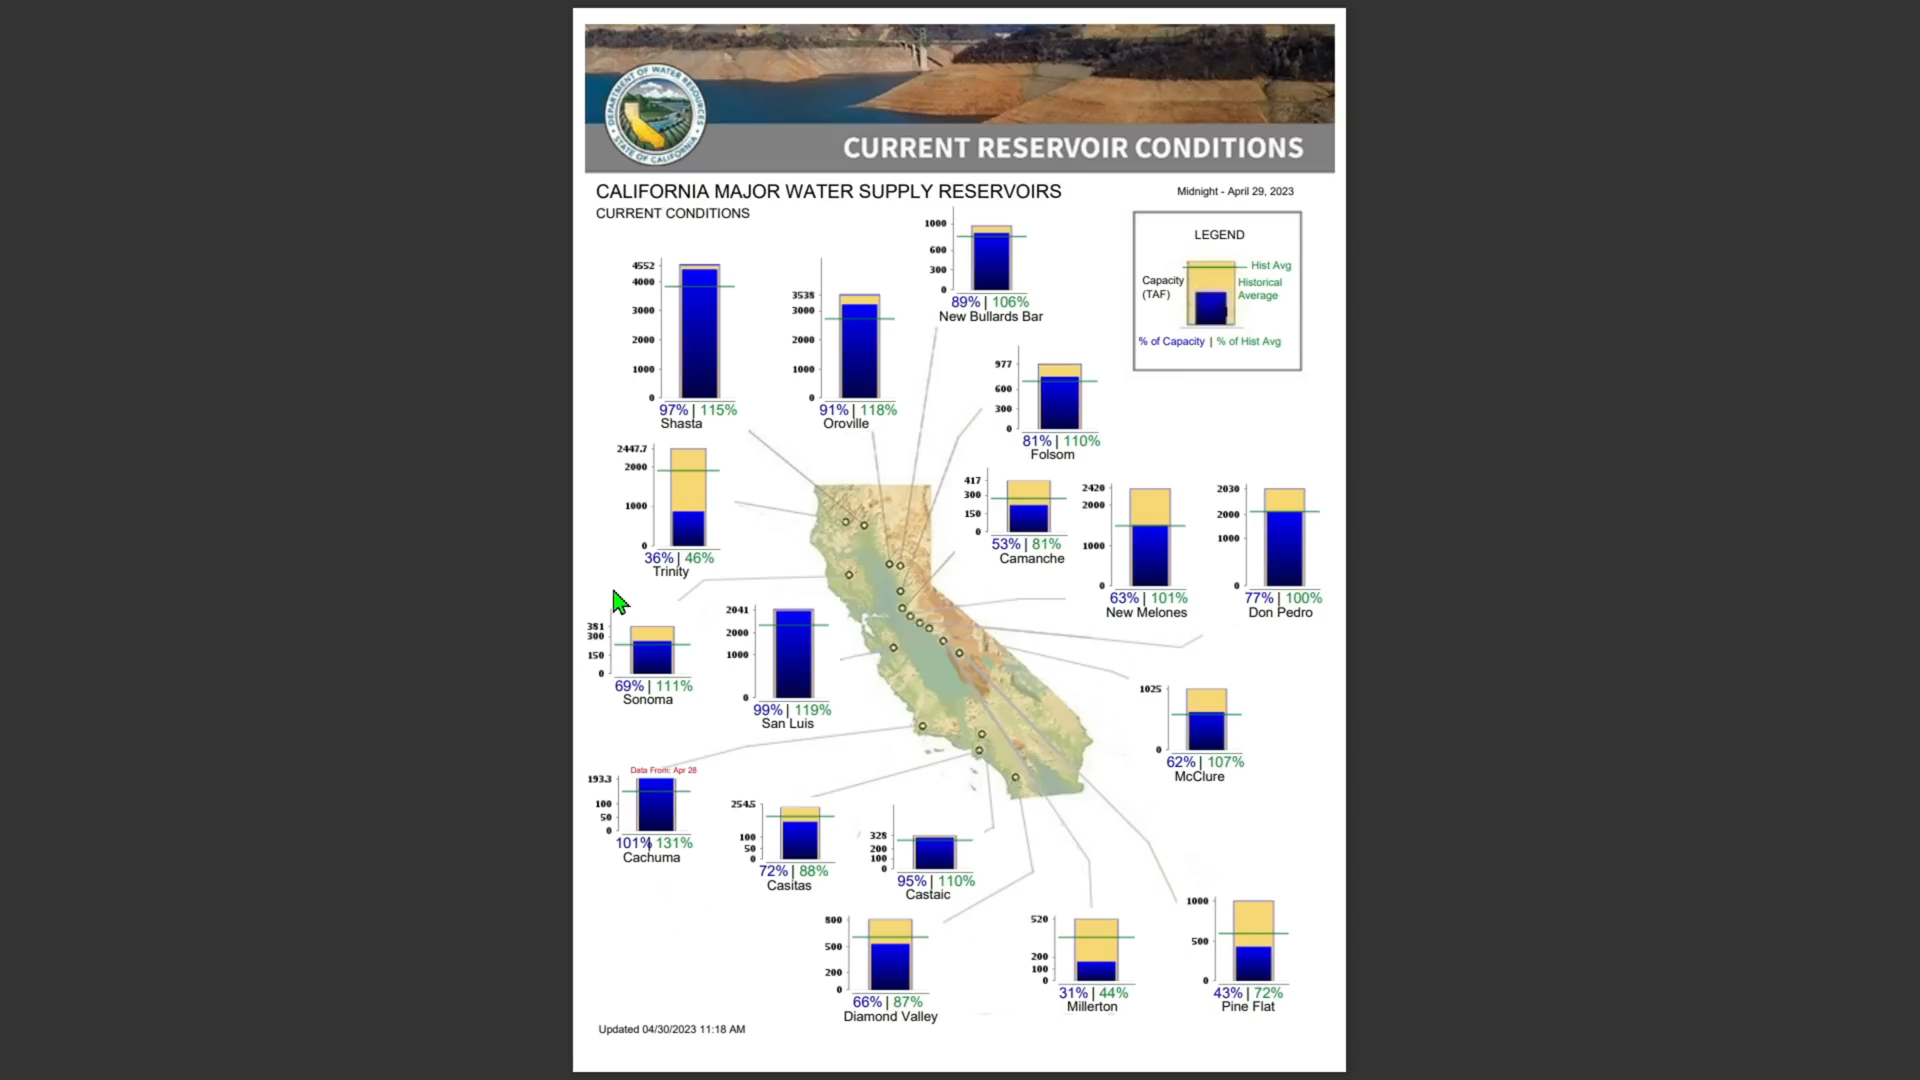 DEPARTMENT OF WATER RESOURCES
STATE OF CALIFORNIA
CURRENT RESERVOIR CONDITIONS
CALIFORNIA MAJOR WATER SUPPLY RESERVOIRS
Midnight - April 29, 2023
CURRENT CONDITIONS
LEGEND
Hist Avg
Capacity
(TAF)
Historical
Average
% of Capacity | % of Hist Avg
1000
600
300
0
89% | 106%
New Bullards Bar
4552
4000
3000
2000
1000
0
97% | 115%
Shasta
3538
3000
2000
1000
0
91% | 118%
Oroville
977
600
300
0
81% | 110%
Folsom
2447.7
2000
1000
0
36% | 46%
Trinity
417
300
150
0
53% | 81%
Camanche
2420
2000
1000
0
63% | 101%
New Melones
2030
2000
1000
0
77% | 100%
Don Pedro
381
300
150
0
69% | 111%
Sonoma
2041
2000
1000
0
99% | 119%
San Luis
1025
0
62% | 107%
McClure
Data From: Apr 28
193.3
100
50
0
101% | 131%
Cachuma
254.5
100
50
0
72% | 88%
Casitas
328
200
100
0
95% | 110%
Castaic
800
500
200
0
66% | 87%
Diamond Valley
520
200
100
0
31% | 44%
Millerton
1000
500
0
43% | 72%
Pine Flat
Updated 04/30/2023 11:18 AM